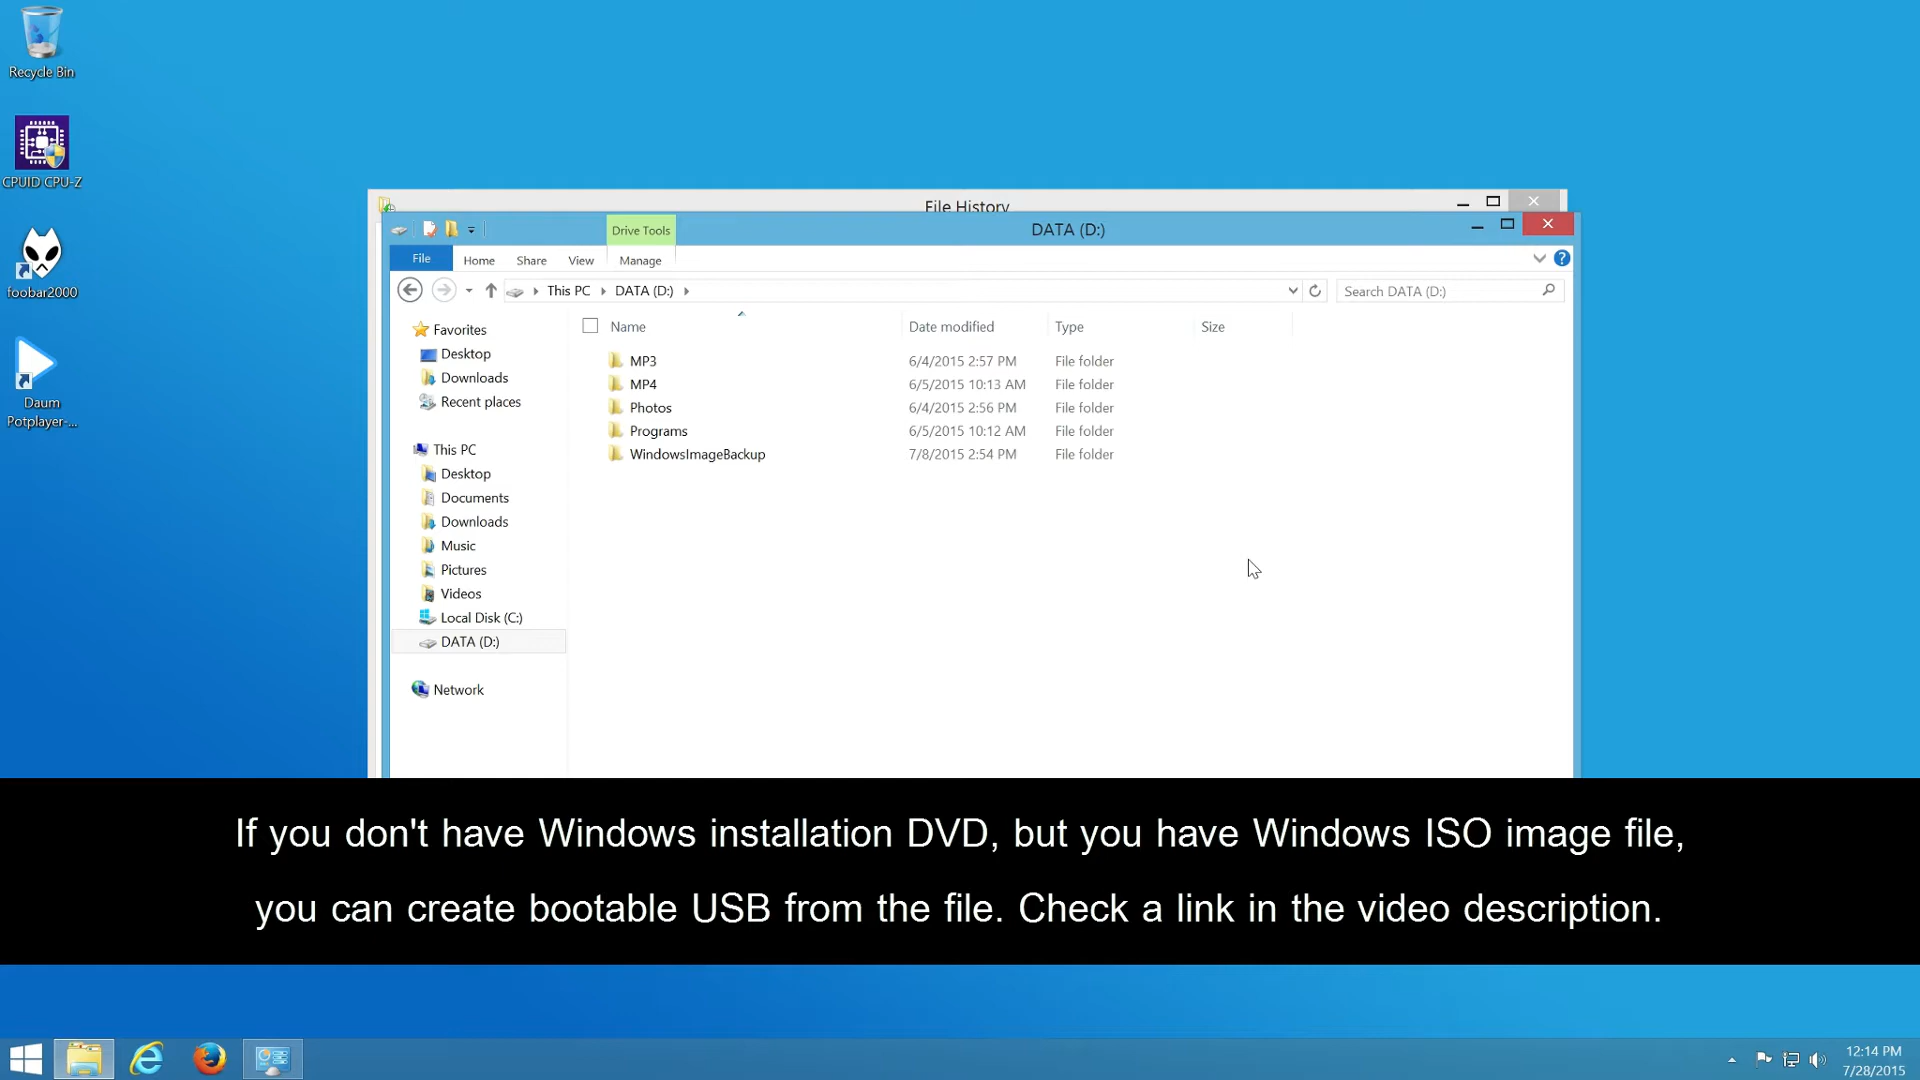 Recycle Bin
CPUID CPU-Z
foobar2000
Daum
Potplayer-...
File History
Drive Tools
DATA (D:)
File
Home
Share
View
Manage
This PC
DATA (D:)
Search DATA (D:)
Name
Date modified
Type
Size
MP3 6/4/2015 2:57 PM File folder
MP4 6/5/2015 10:13 AM File folder
Photos 6/4/2015 2:56 PM File folder
Programs 6/5/2015 10:12 AM File folder
WindowsImageBackup 7/8/2015 2:54 PM File folder
Favorites
Desktop
Downloads
Recent places
This PC
Desktop
Documents
Downloads
Music
Pictures
Videos
Local Disk (C:)
DATA (D:)
Network
If you don't have Windows installation DVD, but you have Windows ISO image file,
you can create bootable USB from the file. Check a link in the video description.
12:14 PM
7/28/2015